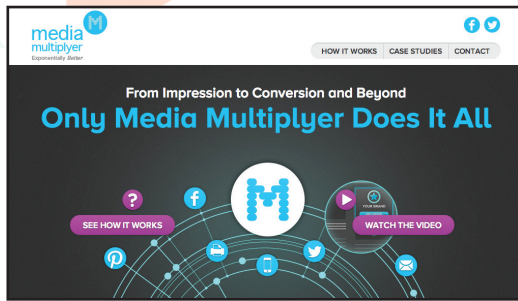 media
multiplyer
Exponentially Better
HOW IT WORKS CASE STUDIES CONTACT
From Impression to Conversion and Beyond
Only Media Multiplyer Does It All
YOUR BRAND
SEE HOW IT WORKS
WATCH THE VIDEO